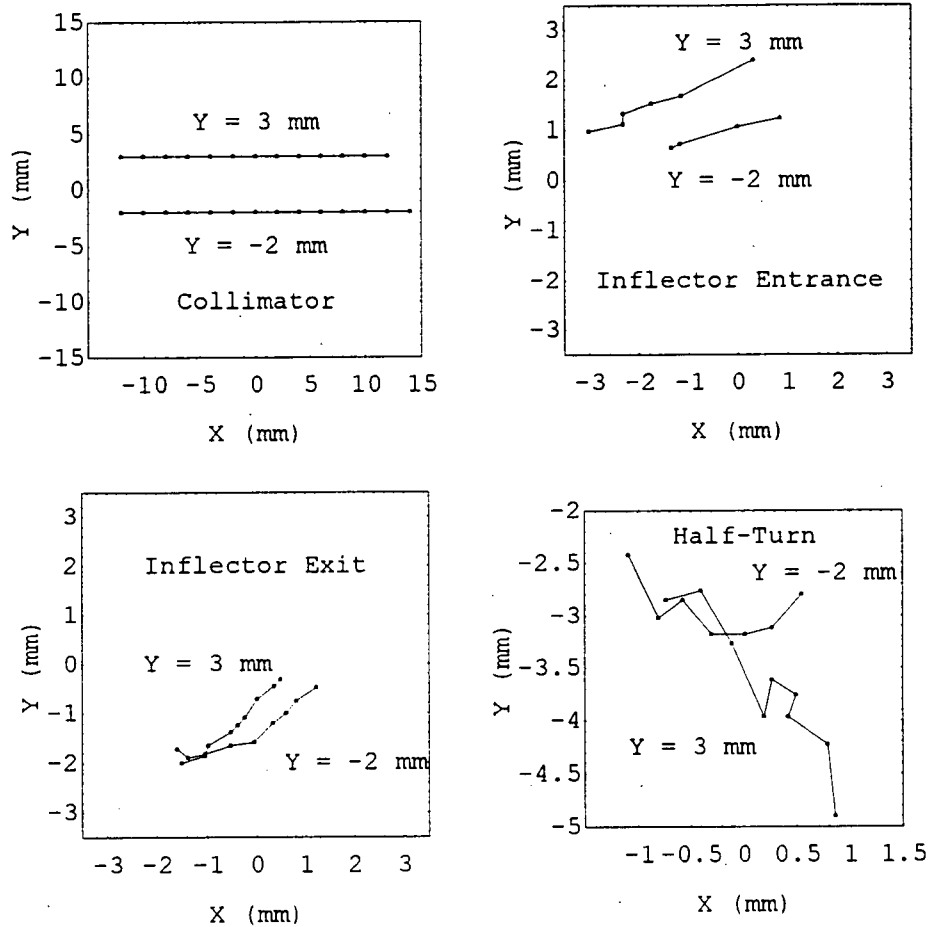 15
10
5
0
-5
-10
-15
Y (mm)
Y = 3 mm
Y = -2 mm
Collimator
-10 -5 0 5 10 15
X (mm)
3
2
1
0
-1
-2
-3
Y (mm)
Y = 3 mm
Y = -2 mm
Inflector Entrance
-3 -2 -1 0 1 2 3
X (mm)
3
2
1
0
-1
-2
-3
Y (mm)
Inflector Exit
Y = 3 mm
Y = -2 mm
-3 -2 -1 0 1 2 3
X (mm)
-2
-2.5
-3
-3.5
-4
-4.5
-5
Y (mm)
Half-Turn
Y = -2 mm
Y = 3 mm
-1 -0.5 0 0.5 1 1.5
X (mm)